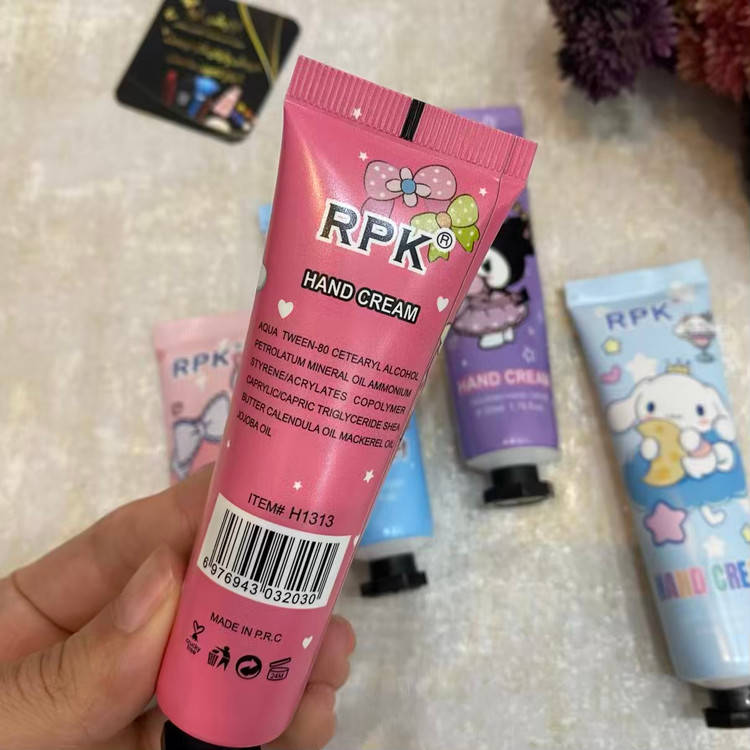 RPK®
HAND CREAM
AQUA TWEEN-80 CETEARYL ALCOHOL
PETROLATUM MINERAL OIL AMMONIUM
STYRENE/ACRYLATES COPOLYMER
CAPRYLIC/CAPRIC TRIGLYCERIDE SHEA
BUTTER CALENDULA OIL MACKEREL OIL
JOJOBA OIL
ITEM# H1313
6 976943 032030
MADE IN P.R.C
24M
RPK
HAND CREAM
RPK
HAND CRE